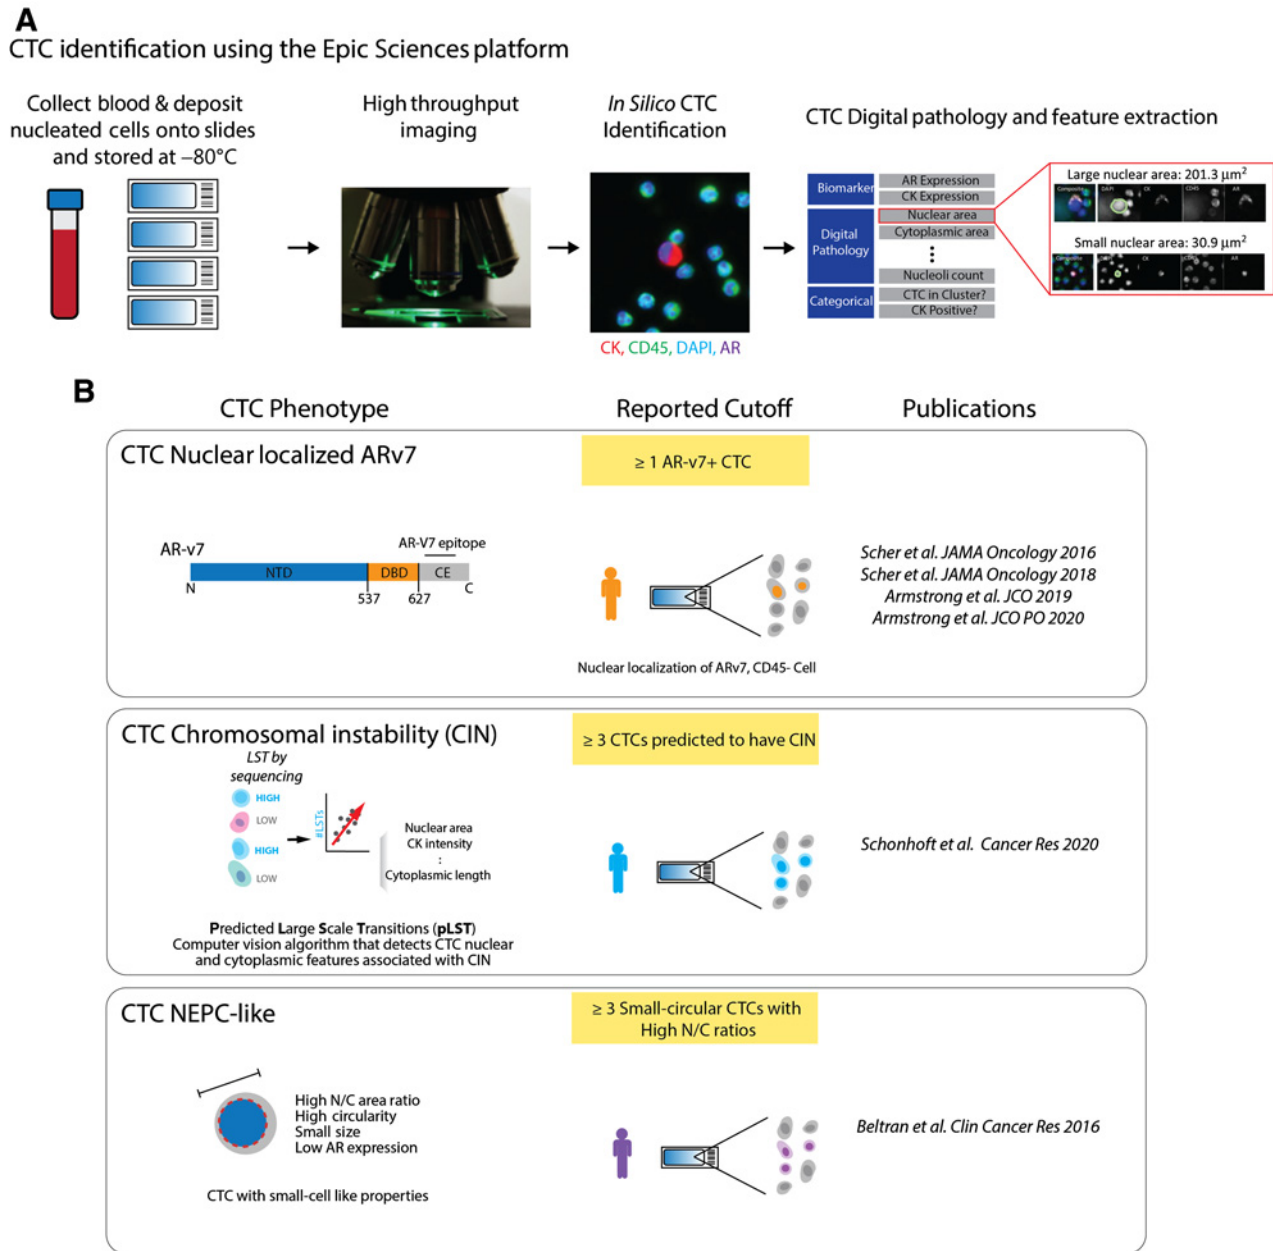 A
CTC identification using the Epic Sciences platform
Collect blood & deposit
nucleated cells onto slides
and stored at −80°C
High throughput
imaging
In Silico CTC
Identification
CK, CD45, DAPI, AR
CTC Digital pathology and feature extraction
Biomarker
AR Expression
CK Expression
Digital
Pathology
Nuclear area
Cytoplasmic area
Nucleoli count
Categorical
CTC in Cluster?
CK Positive?
Large nuclear area: 201.3 μm²
Composite DAPI CK CD45 AR
Small nuclear area: 30.9 μm²
Composite DAPI CK CD45 AR
B
CTC Phenotype
Reported Cutoff
Publications
CTC Nuclear localized ARv7
≥ 1 AR-v7+ CTC
AR-v7
AR-V7 epitope
NTD DBD CE
N 537 627 C
Nuclear localization of ARv7, CD45- Cell
Scher et al. JAMA Oncology 2016
Scher et al. JAMA Oncology 2018
Armstrong et al. JCO 2019
Armstrong et al. JCO PO 2020
CTC Chromosomal instability (CIN)
≥ 3 CTCs predicted to have CIN
LST by
sequencing
HIGH
LOW
HIGH
LOW
#LSTs
Nuclear area
CK intensity
:
Cytoplasmic length
Predicted Large Scale Transitions (pLST)
Computer vision algorithm that detects CTC nuclear
and cytoplasmic features associated with CIN
Schonhoft et al. Cancer Res 2020
CTC NEPC-like
≥ 3 Small-circular CTCs with
High N/C ratios
High N/C area ratio
High circularity
Small size
Low AR expression
CTC with small-cell like properties
Beltran et al. Clin Cancer Res 2016